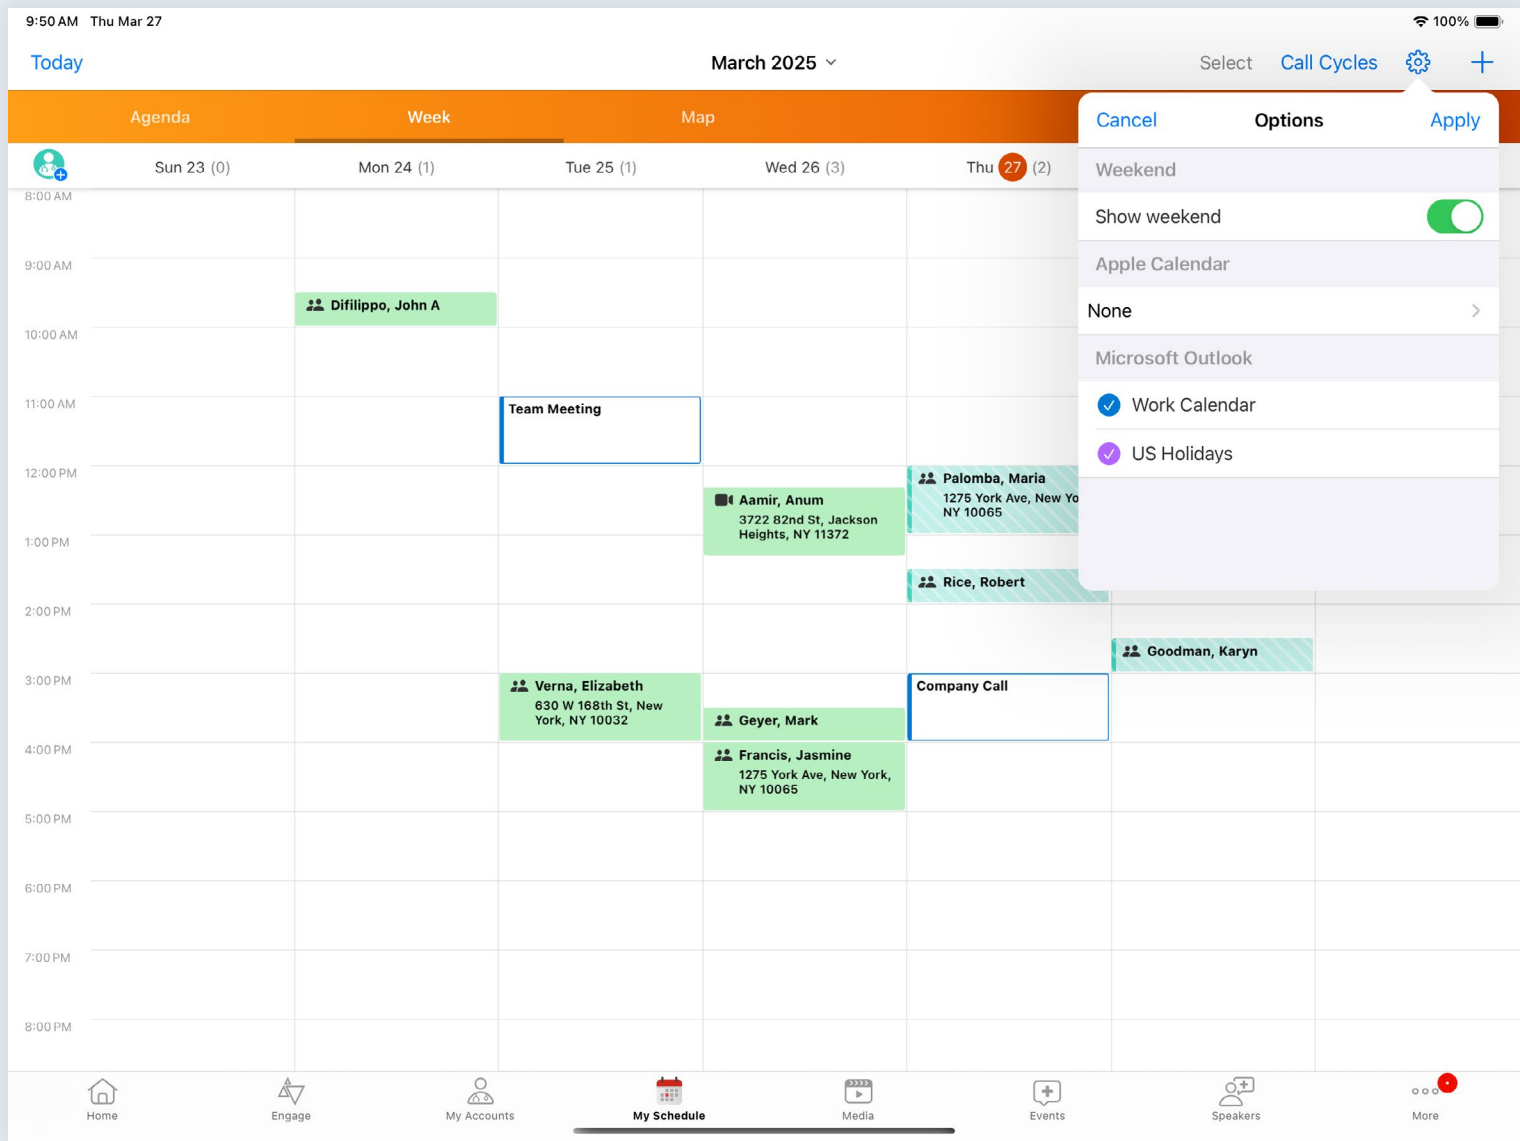 9:50 AM Thu Mar 27
100%
Today
March 2025
Select
Call Cycles
Agenda
Week
Map
Cancel
Options
Apply
Sun 23 (0)
Mon 24 (1)
Tue 25 (1)
Wed 26 (3)
Thu 27 (2)
Weekend
Show weekend
Apple Calendar
None
Microsoft Outlook
Work Calendar
US Holidays
8:00 AM
9:00 AM
Difilippo, John A
10:00 AM
11:00 AM
Team Meeting
12:00 PM
Palomba, Maria
1275 York Ave, New Yo
NY 10065
Aamir, Anum
3722 82nd St, Jackson
Heights, NY 11372
1:00 PM
Rice, Robert
2:00 PM
Goodman, Karyn
3:00 PM
Verna, Elizabeth
630 W 168th St, New
York, NY 10032
Company Call
Geyer, Mark
4:00 PM
Francis, Jasmine
1275 York Ave, New York,
NY 10065
5:00 PM
6:00 PM
7:00 PM
8:00 PM
Home
Engage
My Accounts
My Schedule
Media
Events
Speakers
More